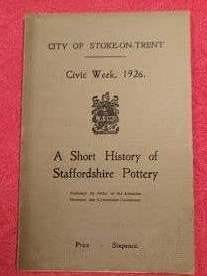 CITY OF STOKE-ON-TRENT
Civic Week, 1926.
A Short History of
Staffordshire Pottery
Price - Sixpence.